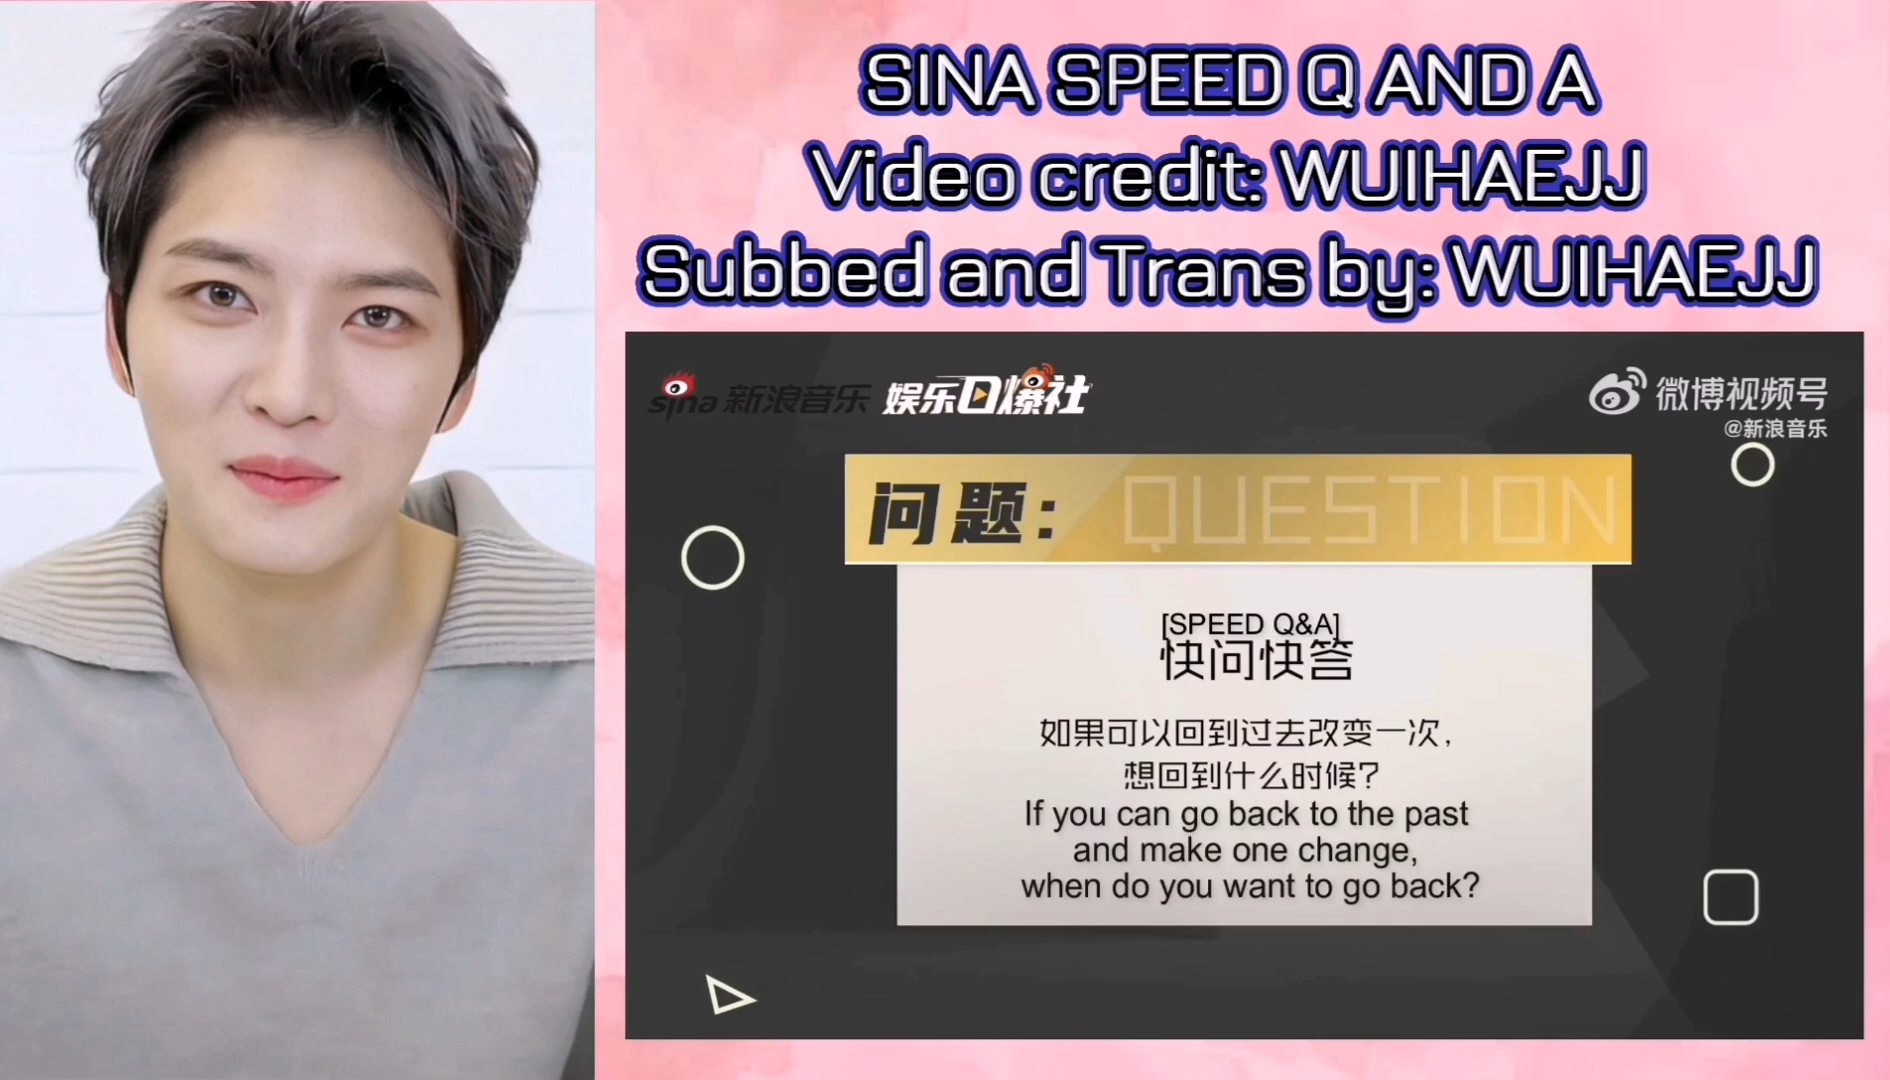 SINA SPEED Q AND A
Video credit: WUIHAEJJ
Subbed and Trans by: WUIHAEJJ
sina 新浪音乐 娱乐日爆社
微博视频号
@新浪音乐
问题: QUESTION
[SPEED Q&A]
快问快答
如果可以回到过去改变一次,
想回到什么时候?
If you can go back to the past
and make one change,
when do you want to go back?